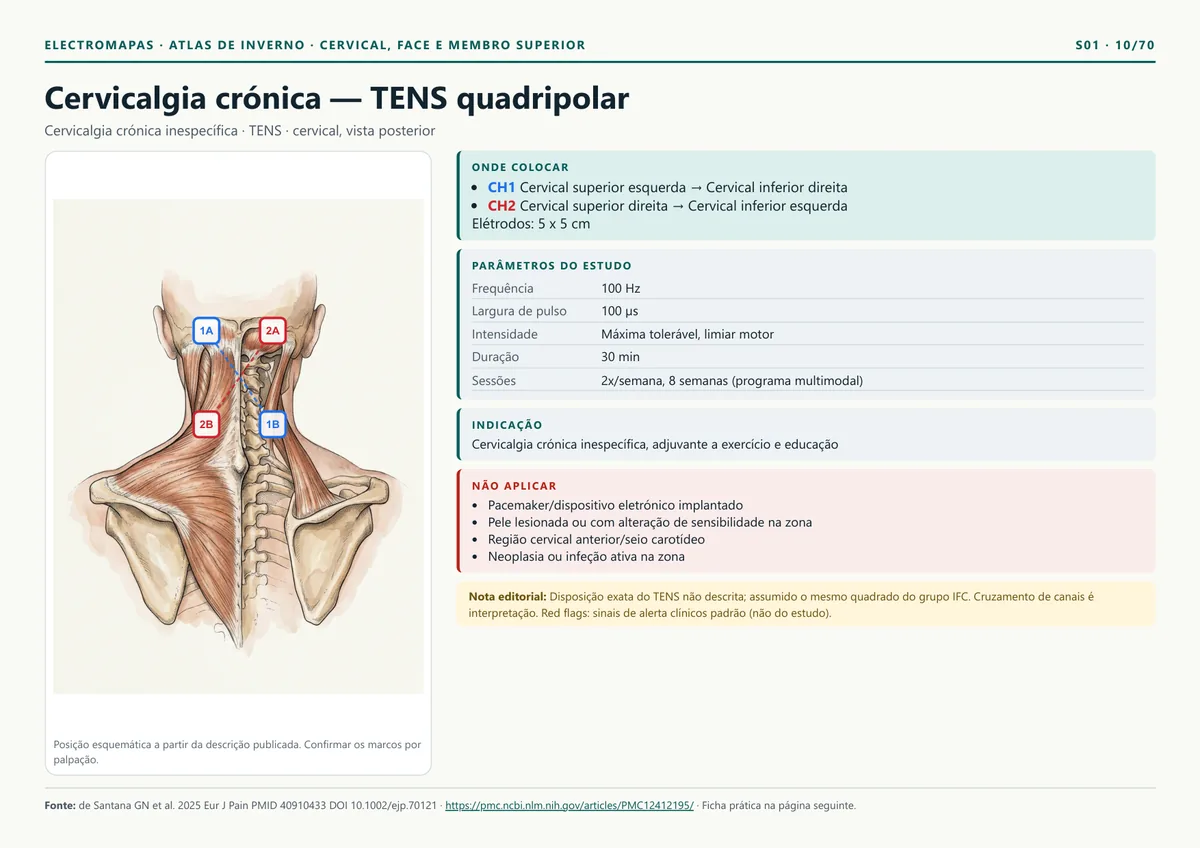 ELECTROMAPAS · ATLAS DE INVERNO · CERVICAL, FACE E MEMBRO SUPERIOR
S01 · 10/70
Cervicalgia crónica — TENS quadripolar
Cervicalgia crónica inespecífica · TENS · cervical, vista posterior
1A
2A
2B
1B
Posição esquemática a partir da descrição publicada. Confirmar os marcos por
palpação.
ONDE COLOCAR
• CH1 Cervical superior esquerda → Cervical inferior direita
• CH2 Cervical superior direita → Cervical inferior esquerda
Elétrodos: 5 x 5 cm
PARÂMETROS DO ESTUDO
Frequência 100 Hz
Largura de pulso 100 µs
Intensidade Máxima tolerável, limiar motor
Duração 30 min
Sessões 2x/semana, 8 semanas (programa multimodal)
INDICAÇÃO
Cervicalgia crónica inespecífica, adjuvante a exercício e educação
NÃO APLICAR
• Pacemaker/dispositivo eletrónico implantado
• Pele lesionada ou com alteração de sensibilidade na zona
• Região cervical anterior/seio carotídeo
• Neoplasia ou infeção ativa na zona
Nota editorial: Disposição exata do TENS não descrita; assumido o mesmo quadrado do grupo IFC. Cruzamento de canais é
interpretação. Red flags: sinais de alerta clínicos padrão (não do estudo).
Fonte: de Santana GN et al. 2025 Eur J Pain PMID 40910433 DOI 10.1002/ejp.70121 · https://pmc.ncbi.nlm.nih.gov/articles/PMC12412195/ · Ficha prática na página seguinte.